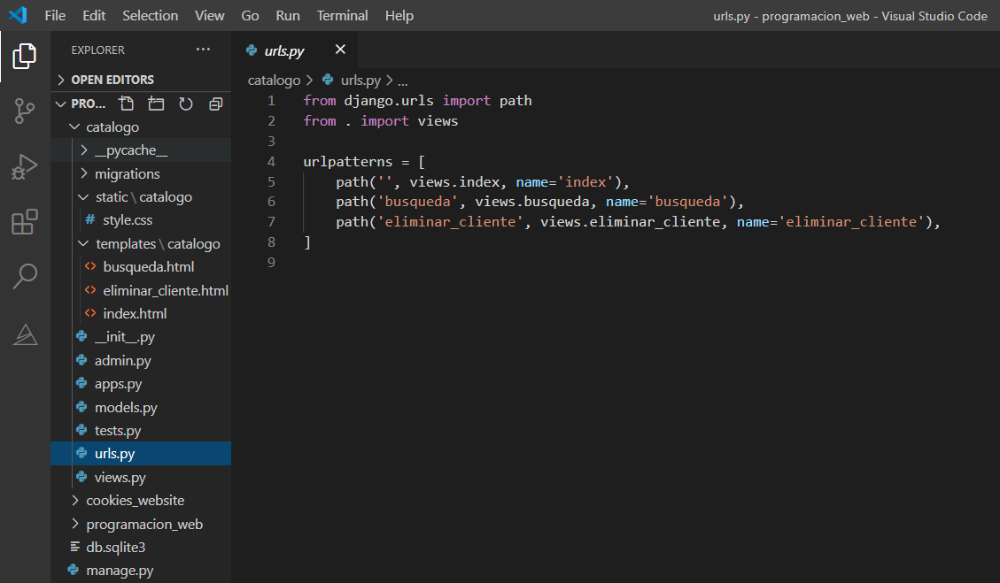 File Edit Selection View Go Run Terminal Help urls.py - programacion_web - Visual Studio Code
EXPLORER ...
OPEN EDITORS
PRO...
catalogo
__pycache__
migrations
static \ catalogo
# style.css
templates \ catalogo
<> busqueda.html
<> eliminar_cliente.html
<> index.html
__init__.py
admin.py
apps.py
models.py
tests.py
urls.py
views.py
cookies_website
programacion_web
db.sqlite3
manage.py
urls.py
catalogo > urls.py > ...
1 from django.urls import path
2 from . import views
3
4 urlpatterns = [
5     path('', views.index, name='index'),
6     path('busqueda', views.busqueda, name='busqueda'),
7     path('eliminar_cliente', views.eliminar_cliente, name='eliminar_cliente'),
8 ]
9